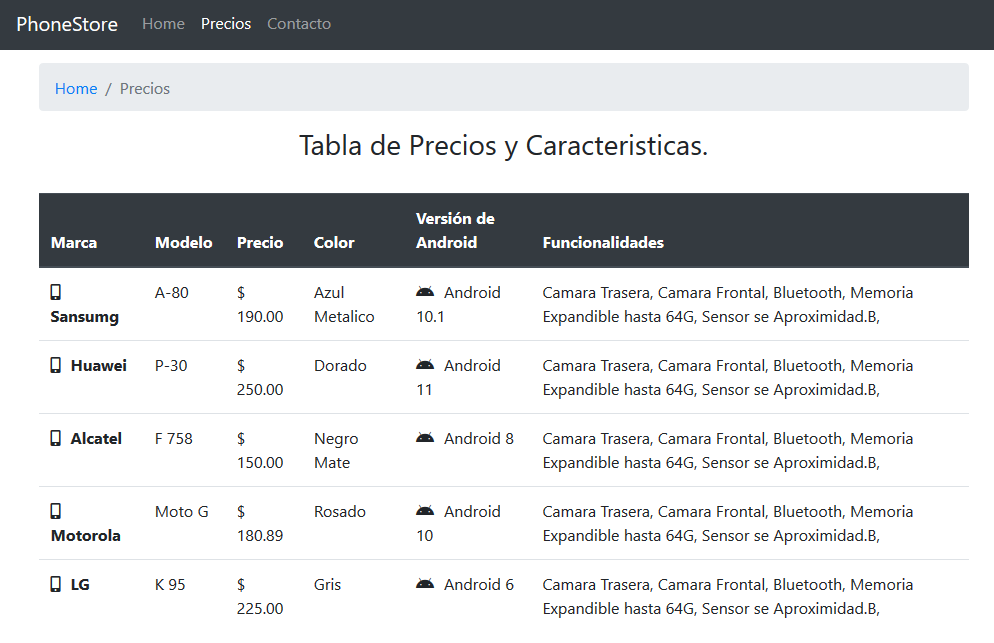 PhoneStore Home Precios Contacto
Home / Precios
Tabla de Precios y Caracteristicas.
Marca Modelo Precio Color Versión de Android Funcionalidades
Sansumg A-80 $ 190.00 Azul Metalico Android 10.1 Camara Trasera, Camara Frontal, Bluetooth, Memoria Expandible hasta 64G, Sensor se Aproximidad.B,
Huawei P-30 $ 250.00 Dorado Android 11 Camara Trasera, Camara Frontal, Bluetooth, Memoria Expandible hasta 64G, Sensor se Aproximidad.B,
Alcatel F 758 $ 150.00 Negro Mate Android 8 Camara Trasera, Camara Frontal, Bluetooth, Memoria Expandible hasta 64G, Sensor se Aproximidad.B,
Motorola Moto G $ 180.89 Rosado Android 10 Camara Trasera, Camara Frontal, Bluetooth, Memoria Expandible hasta 64G, Sensor se Aproximidad.B,
LG K 95 $ 225.00 Gris Android 6 Camara Trasera, Camara Frontal, Bluetooth, Memoria Expandible hasta 64G, Sensor se Aproximidad.B,